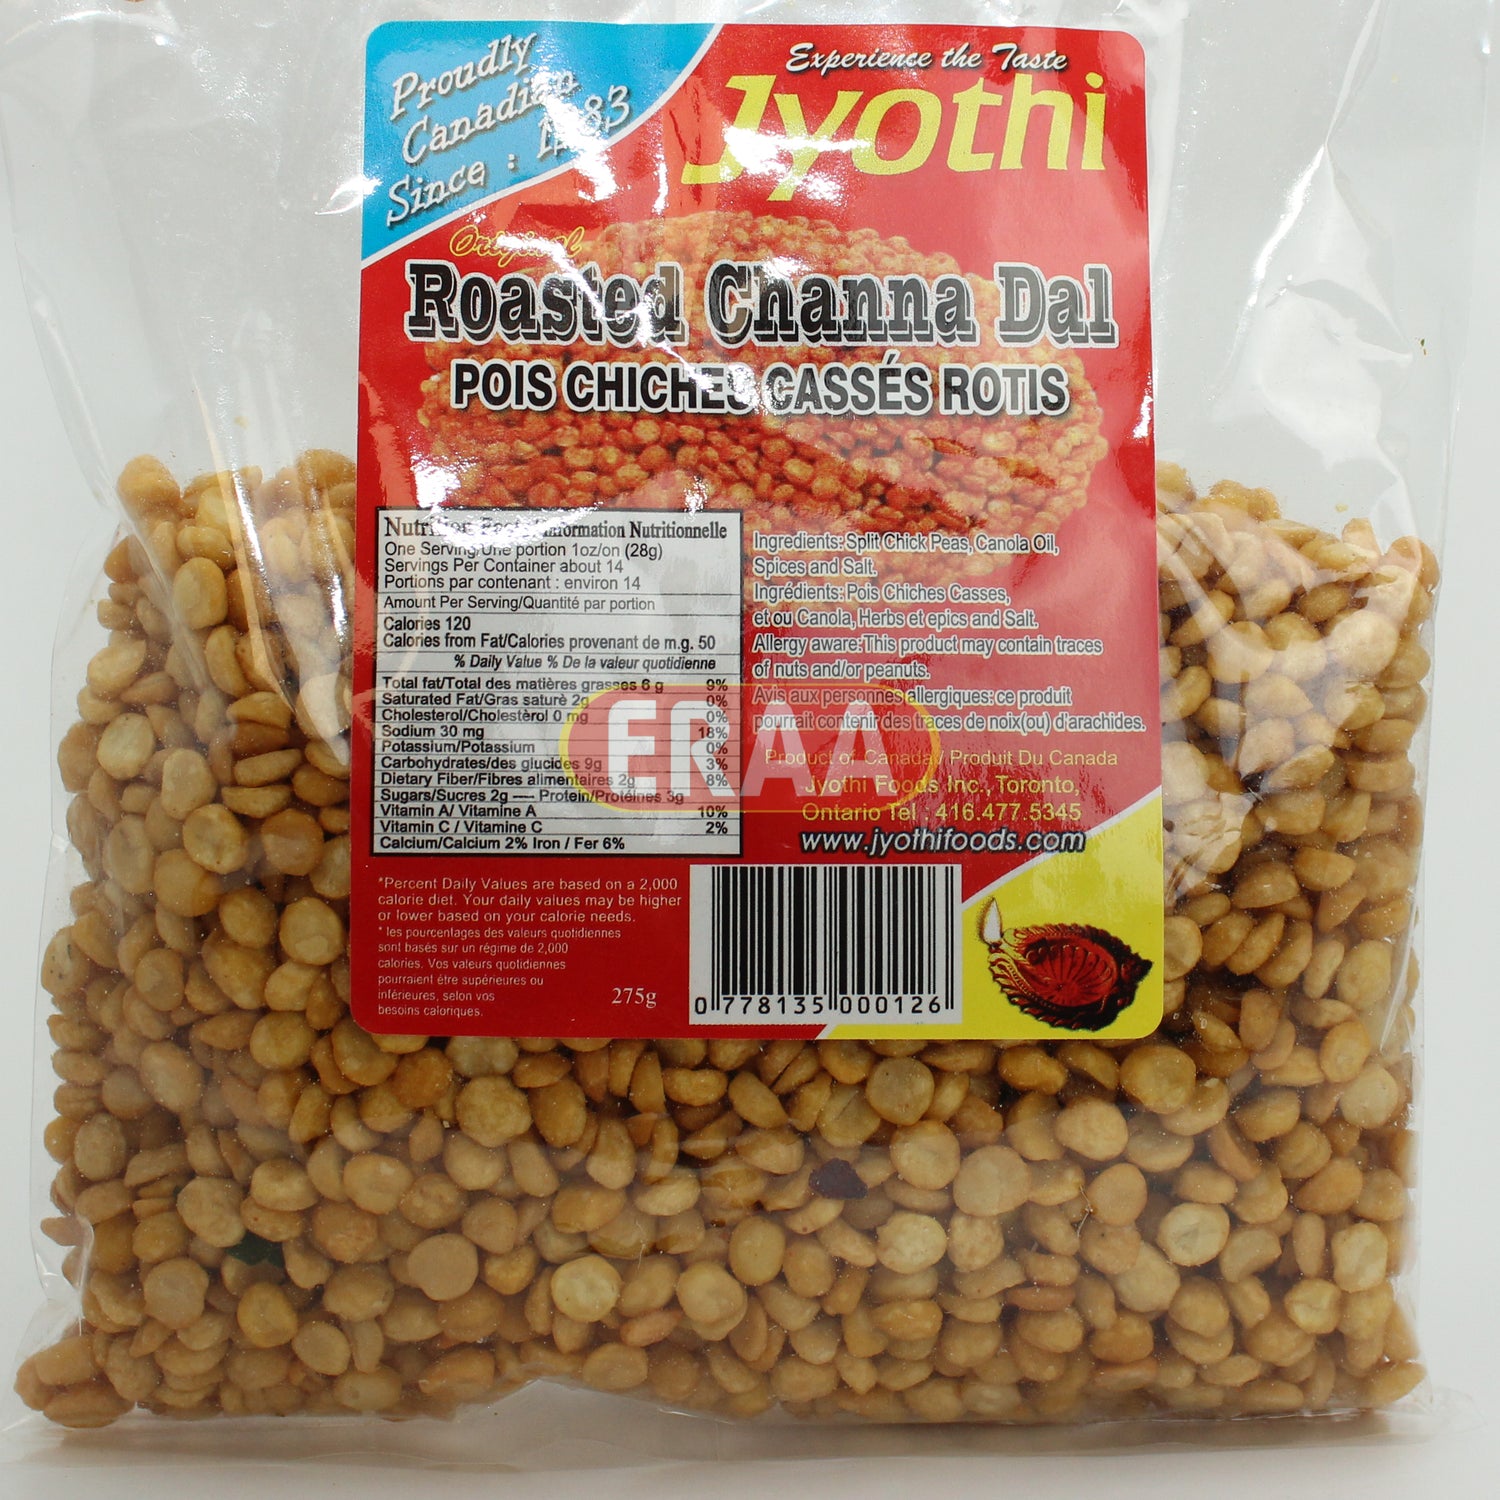 Proudly
Canadian
Since : 1983
Experience the Taste
Jyothi
Original
Roasted Channa Dal
POIS CHICHES CASSÉS ROTIS
Nutrition Facts/Information Nutritionnelle
One Serving/Une portion 1oz/on (28g)
Servings Per Container about 14
Portions par contenant : environ 14
Amount Per Serving/Quantité par portion
Calories 120
Calories from Fat/Calories provenant de m.g. 50
% Daily Value % De la valeur quotidienne
Total fat/Total des matières grasses 6 g 9%
Saturated Fat/Gras saturè 2g 0%
Cholesterol/Cholestèrol 0 mg 0%
Sodium 30 mg 18%
Potassium/Potassium 0%
Carbohydrates/des glucides 9g 3%
Dietary Fiber/Fibres alimentaires 2g 8%
Sugars/Sucres 2g — Protein/Protéines 3g
Vitamin A/ Vitamine A 10%
Vitamin C / Vitamine C 2%
Calcium/Calcium 2% Iron / Fer 6%
*Percent Daily Values are based on a 2,000
calorie diet. Your daily values may be higher
or lower based on your calorie needs.
* les pourcentages des valeurs quotidiennes
sont basés sur un régime de 2,000
calories. Vos valeurs quotidiennes
pourraient être supérieures ou
inférieures, selon vos
besoins caloriques.
275g
Ingredients: Split Chick Peas, Canola Oil,
Spices and Salt.
Ingrédients: Pois Chiches Casses,
et ou Canola, Herbs et epics and Salt.
Allergy aware: This product may contain traces
of nuts and/or peanuts.
Avis aux personnes allergiques: ce produit
pourrait contenir des traces de noix(ou) d'arachides.
Product of Canada / Produit Du Canada
Jyothi Foods Inc., Toronto,
Ontario Tel . 416.477.5345
www.jyothifoods.com
0 778135 000126
ERAA